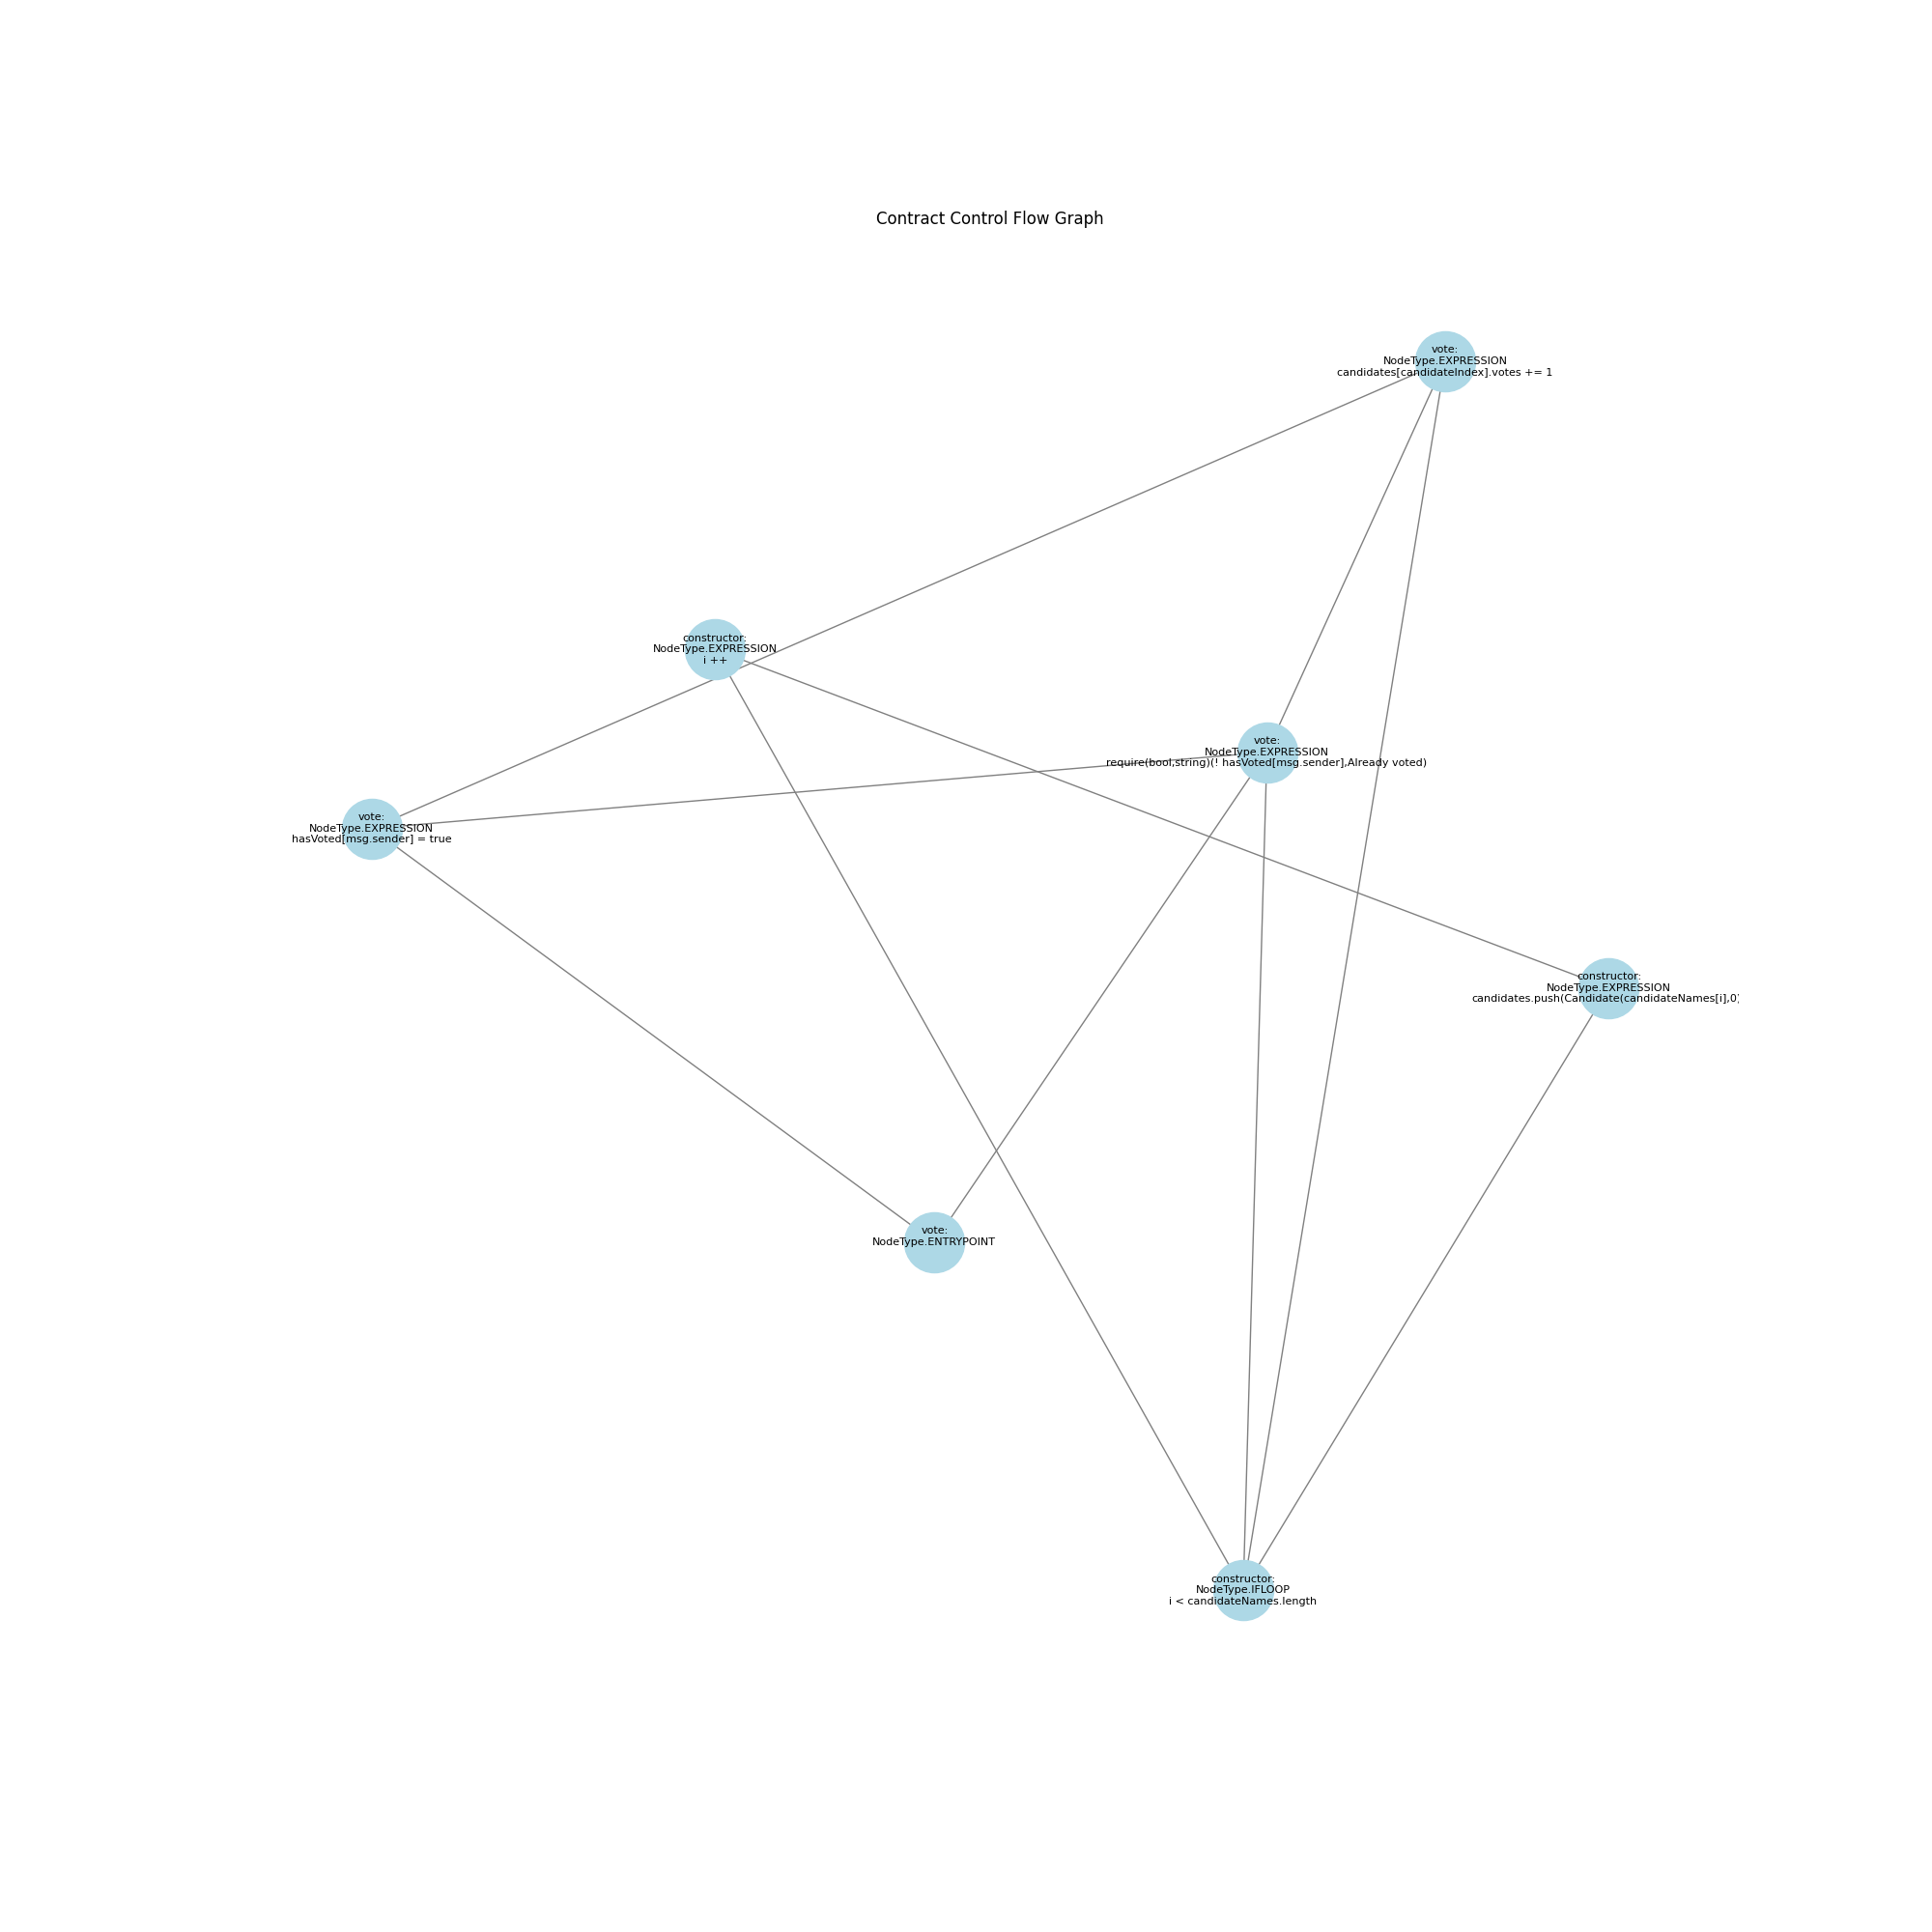 Contract Control Flow Graph
vote:
NodeType.EXPRESSION
candidates[candidateIndex].votes += 1
constructor:
NodeType.EXPRESSION
i ++
vote:
NodeType.EXPRESSION
require(bool,string)(! hasVoted[msg.sender],Already voted)
vote:
NodeType.EXPRESSION
hasVoted[msg.sender] = true
constructor:
NodeType.EXPRESSION
candidates.push(Candidate(candidateNames[i],0)
vote:
NodeType.ENTRYPOINT
constructor:
NodeType.IFLOOP
i < candidateNames.length